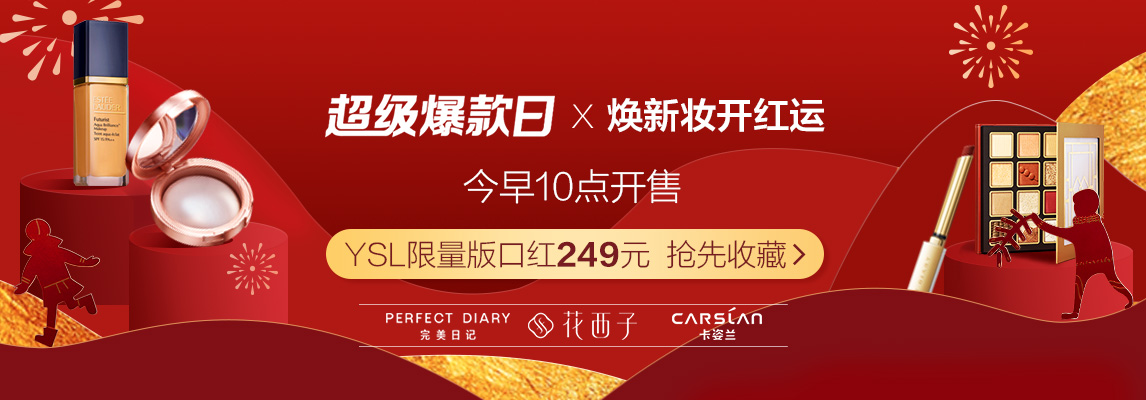 超级爆款日 X 焕新妆开红运
今早10点开售
YSL限量版口红249元 抢先收藏
PERFECT DIARY
完美日记
花西子
CARSLAN
卡姿兰
Futurist